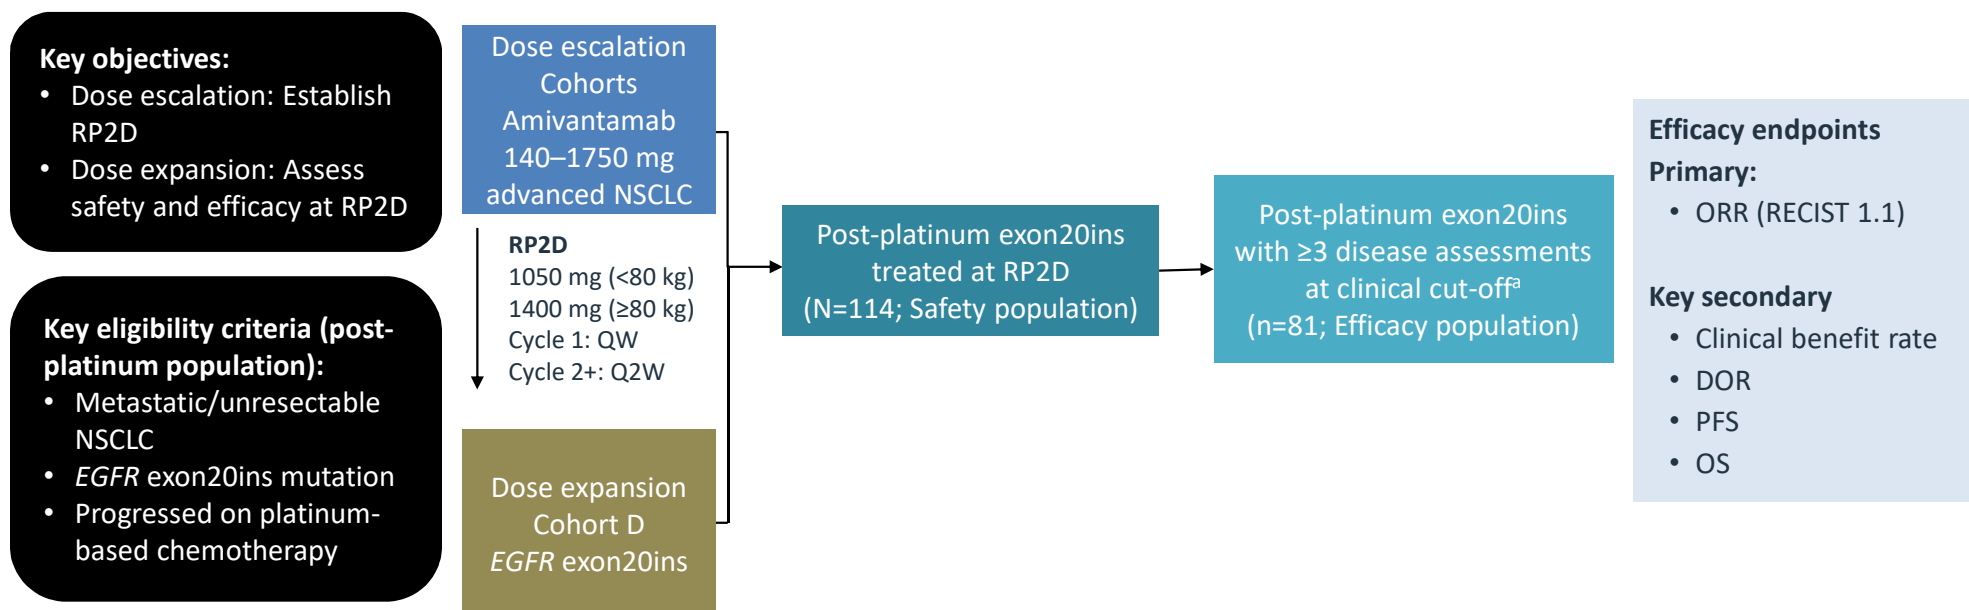 Key objectives:
• Dose escalation: Establish
RP2D
• Dose expansion: Assess
safety and efficacy at RP2D
Key eligibility criteria (post-
platinum population):
• Metastatic/unresectable
NSCLC
• EGFR exon20ins mutation
• Progressed on platinum-
based chemotherapy
Dose escalation
Cohorts
Amivantamab
140–1750 mg
advanced NSCLC
RP2D
1050 mg (<80 kg)
1400 mg (≥80 kg)
Cycle 1: QW
Cycle 2+: Q2W
Dose expansion
Cohort D
EGFR exon20ins
Post-platinum exon20ins
treated at RP2D
(N=114; Safety population)
Post-platinum exon20ins
with ≥3 disease assessments
at clinical cut-offᵃ
(n=81; Efficacy population)
Efficacy endpoints
Primary:
• ORR (RECIST 1.1)
Key secondary
• Clinical benefit rate
• DOR
• PFS
• OS